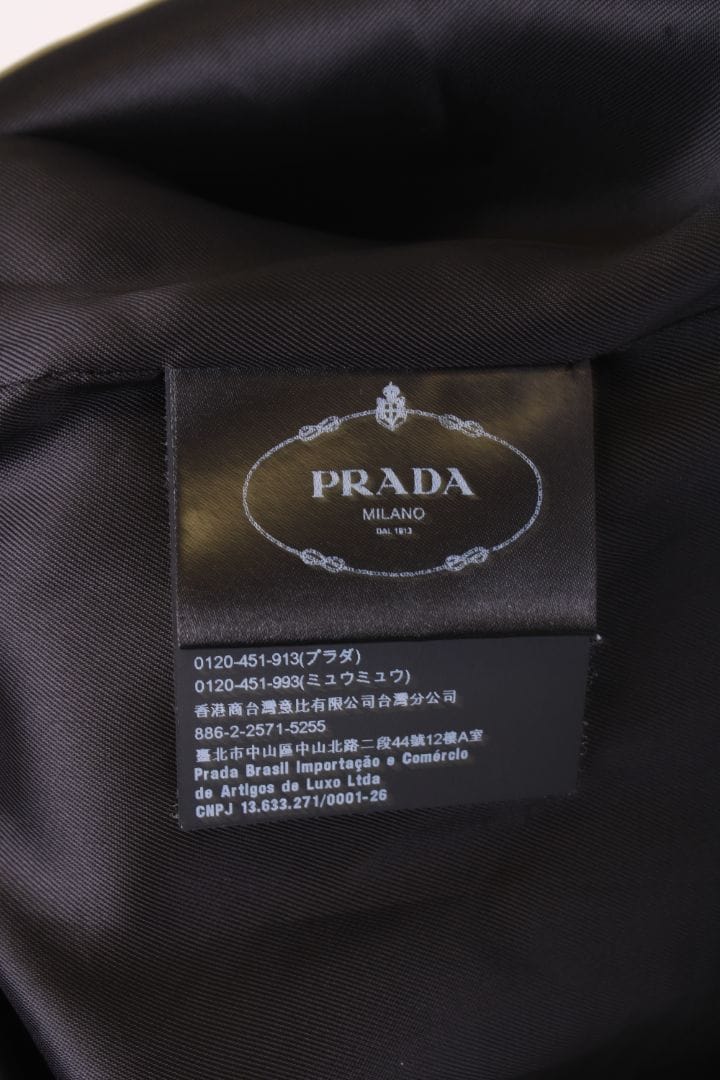 PRADA
MILANO
DAL 1913
0120-451-913(プラダ)
0120-451-993(ミュウミュウ)
香港商台灣意比有限公司台灣分公司
886-2-2571-5255
臺北市中山區中山北路二段44號12樓A室
Prada Brasil Importação e Comércio
de Artigos de Luxo Ltda
CNPJ 13.633.271/0001-26